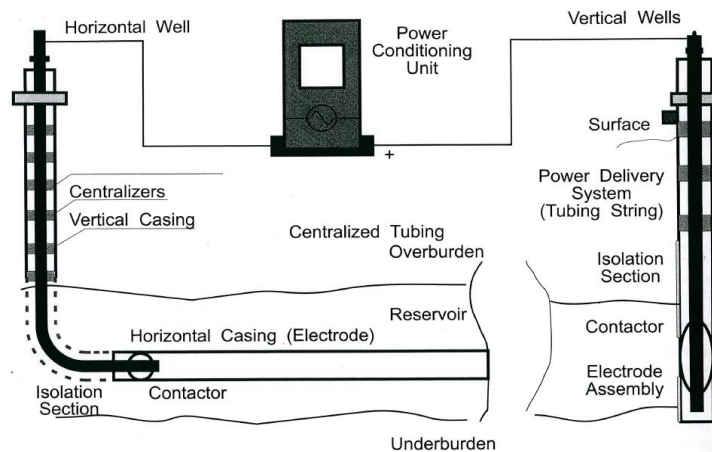 Horizontal Well
Power
Conditioning
Unit
Vertical Wells
+
Surface
Centralizers
Vertical Casing
Power Delivery
System
(Tubing String)
Centralized Tubing
Overburden
Isolation
Section
Reservoir
Horizontal Casing (Electrode)
Contactor
Isolation
Section
Contactor
Electrode
Assembly
Underburden